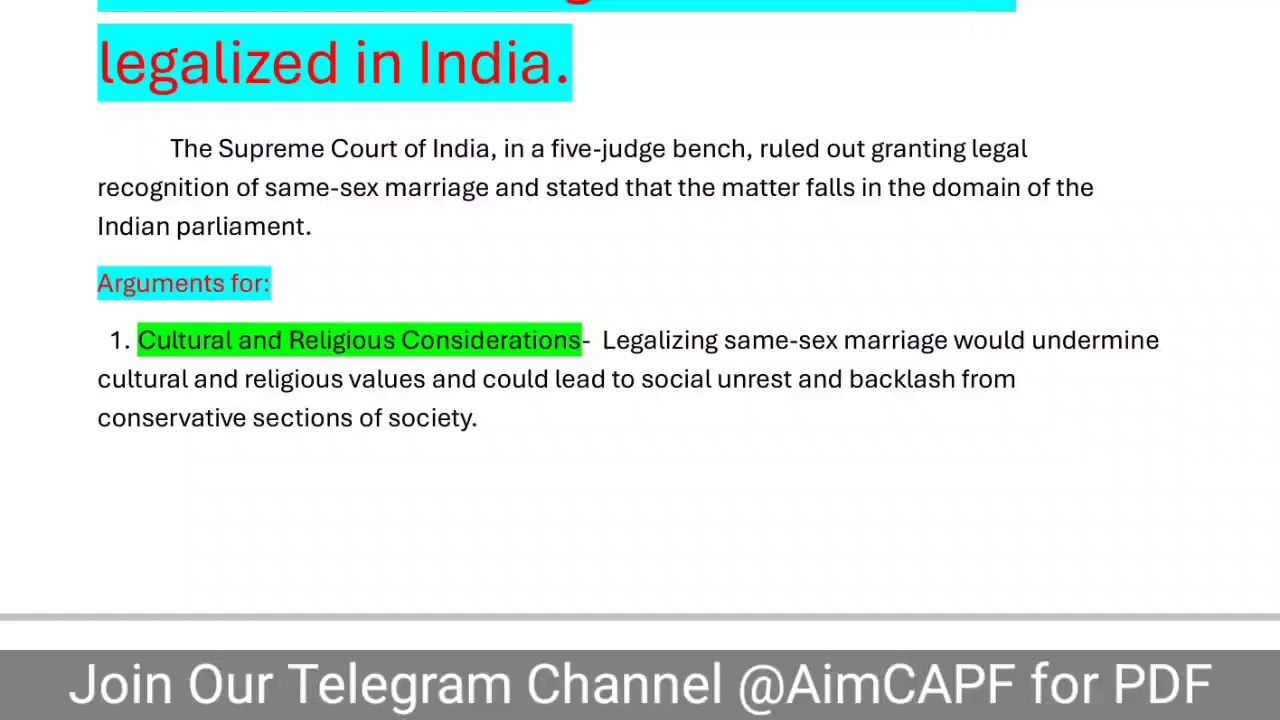 legalized in India.
The Supreme Court of India, in a five-judge bench, ruled out granting legal
recognition of same-sex marriage and stated that the matter falls in the domain of the
Indian parliament.
Arguments for:
1. Cultural and Religious Considerations- Legalizing same-sex marriage would undermine
cultural and religious values and could lead to social unrest and backlash from
conservative sections of society.
Join Our Telegram Channel @AimCAPF for PDF